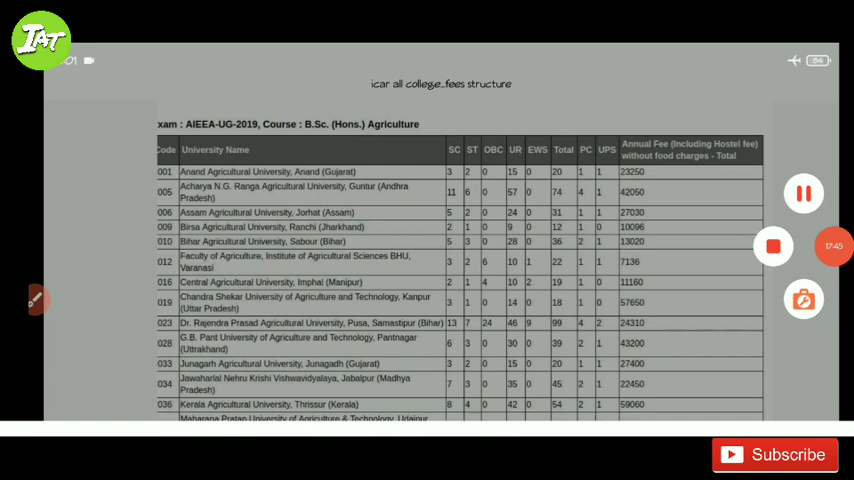 IAT
:01
84
icar all college...fees structure
xam : AIEEA-UG-2019, Course : B.Sc. (Hons.) Agriculture
Code University Name SC ST OBC UR EWS Total PC UPS Annual Fee (Including Hostel fee) without food charges - Total
001 Anand Agricultural University, Anand (Gujarat) 3 2 0 15 0 20 1 1 23250
005 Acharya N.G. Ranga Agricultural University, Guntur (Andhra Pradesh) 11 6 0 57 0 74 4 1 42050
006 Assam Agricultural University, Jorhat (Assam) 5 2 0 24 0 31 1 1 27030
009 Birsa Agricultural University, Ranchi (Jharkhand) 2 1 0 9 0 12 1 0 10096
010 Bihar Agricultural University, Sabour (Bihar) 5 3 0 28 0 36 2 1 13020
012 Faculty of Agriculture, Institute of Agricultural Sciences BHU, Varanasi 3 2 6 10 1 22 1 1 7136
016 Central Agricultural University, Imphal (Manipur) 2 1 4 10 2 19 1 0 11160
019 Chandra Shekar University of Agriculture and Technology, Kanpur (Uttar Pradesh) 3 1 0 14 0 18 1 0 57650
023 Dr. Rajendra Prasad Agricultural University, Pusa, Samastipur (Bihar) 13 7 24 46 9 99 4 2 24310
028 G.B. Pant University of Agriculture and Technology, Pantnagar (Uttrakhand) 6 3 0 30 0 39 2 1 43200
033 Junagarh Agricultural University, Junagadh (Gujarat) 3 2 0 15 0 20 1 1 27400
034 Jawaharlal Nehru Krishi Vishwavidyalaya, Jabalpur (Madhya Pradesh) 7 3 0 35 0 45 2 1 22450
036 Kerala Agricultural University, Thrissur (Kerala) 8 4 0 42 0 54 2 1 59060
Maharana Pratap University of Agriculture & Technology, Udaipur
17:45
Subscribe